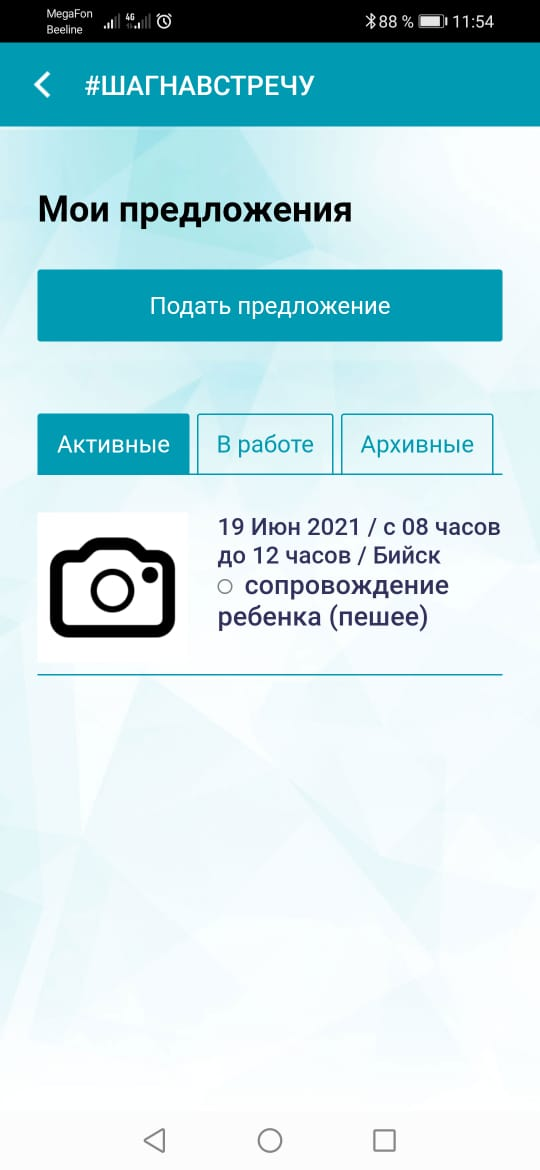 MegaFon
Beeline
4G
88 %
11:54
#ШАГНАВСТРЕЧУ
Мои предложения
Подать предложение
Активные
В работе
Архивные
19 Июн 2021 / с 08 часов
до 12 часов / Бийск
сопровождение
ребенка (пешее)